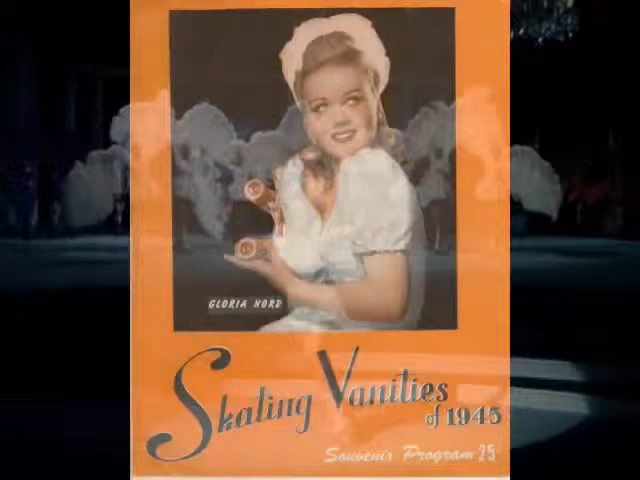 GLORIA NORD
Skating Vanities
of 1945
Souvenir Program 25